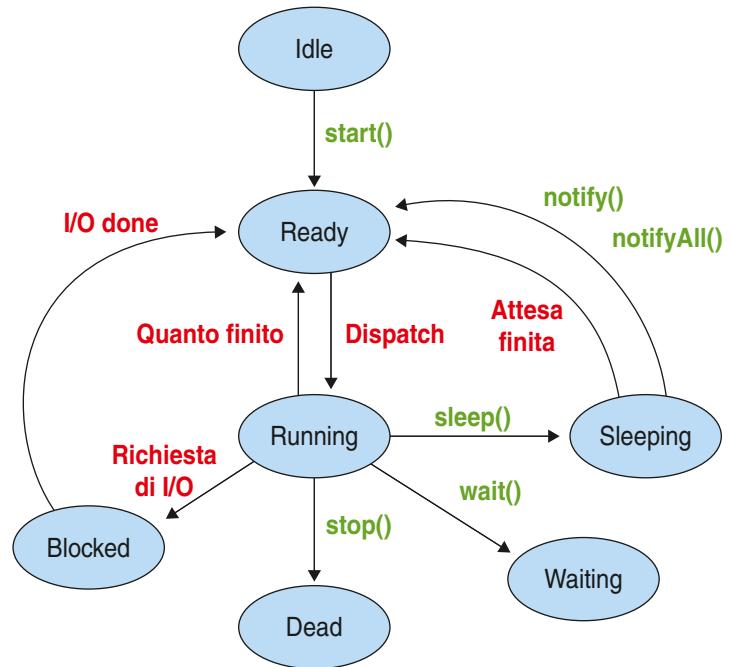 Idle
start()
notify()
I/O done
Ready
notifyAll()
Attesa
finita
Quanto finito
Dispatch
sleep()
Running
Sleeping
Richiesta
di I/O
wait()
stop()
Blocked
Waiting
Dead